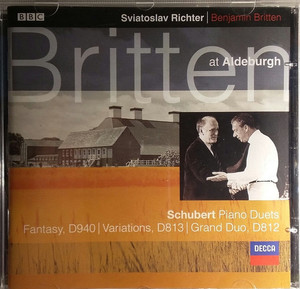 BBC
Sviatoslav Richter | Benjamin Britten
Britten
at Aldeburgh
Schubert Piano Duets
Fantasy, D940 | Variations, D813 | Grand Duo, D812
DECCA